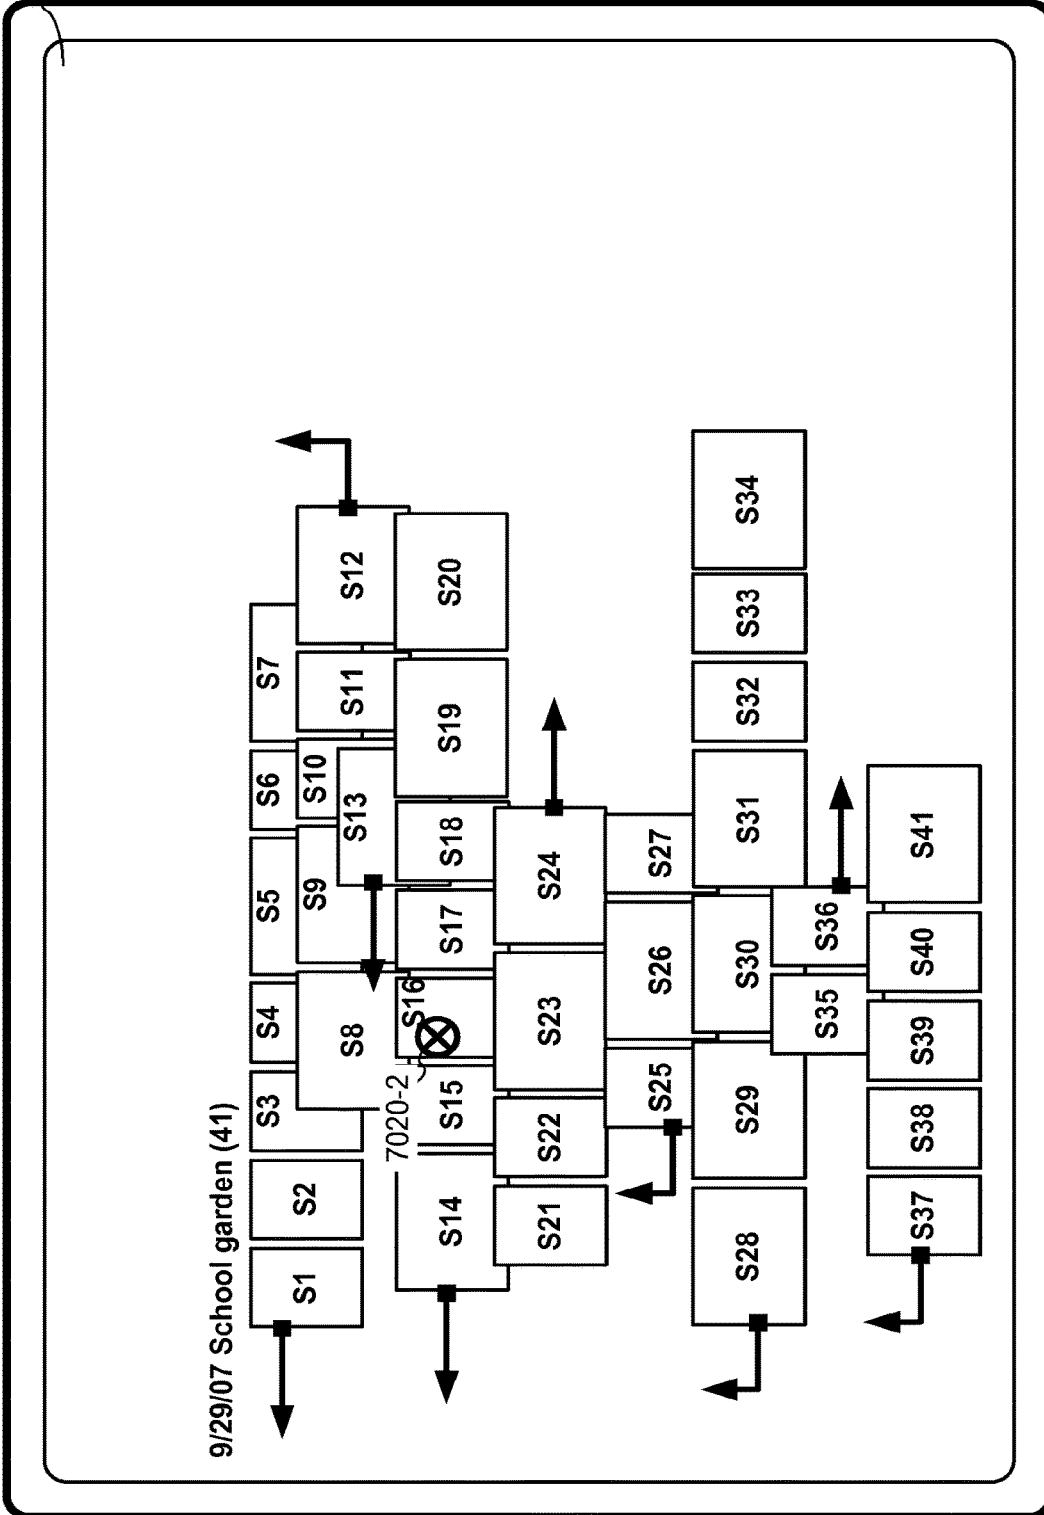 9/29/07 School garden (41)
S1
S2
S3
S4
S5
S6
S7
S8
S9
S10
S11
S12
S13
7020-2
S14
S15
S16
S17
S18
S19
S20
S21
S22
S23
S24
S25
S26
S27
S28
S29
S30
S31
S32
S33
S34
S35
S36
S37
S38
S39
S40
S41